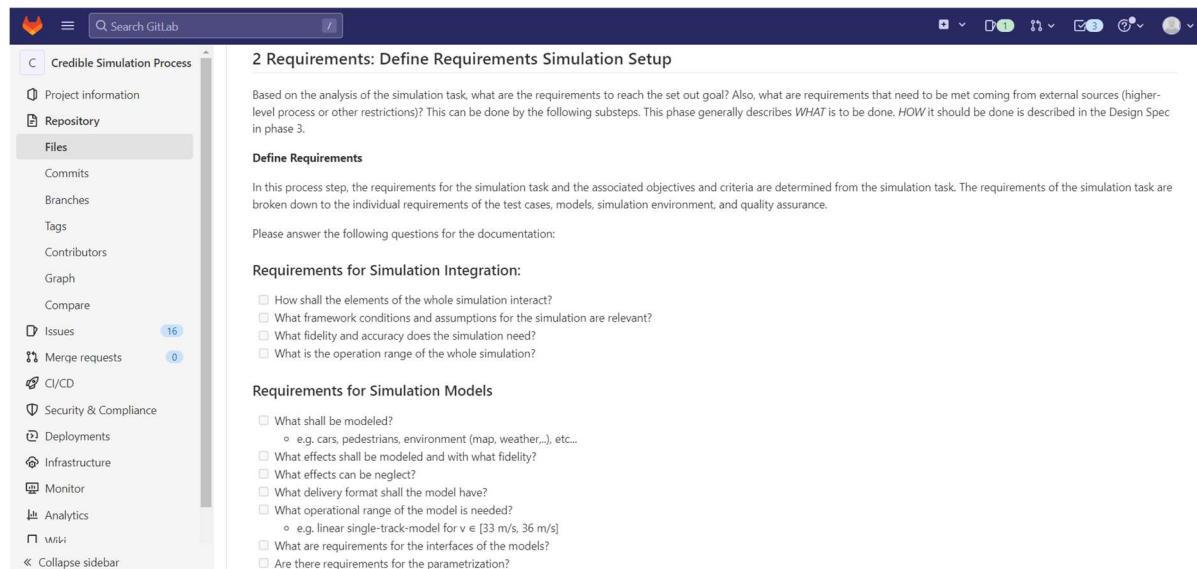 Search GitLab
/
1
3
C Credible Simulation Process
Project information
Repository
Files
Commits
Branches
Tags
Contributors
Graph
Compare
Issues 16
Merge requests 0
CI/CD
Security & Compliance
Deployments
Infrastructure
Monitor
Analytics
Wiki
Collapse sidebar
2 Requirements: Define Requirements Simulation Setup
Based on the analysis of the simulation task, what are the requirements to reach the set out goal? Also, what are requirements that need to be met coming from external sources (higher-
level process or other restrictions)? This can be done by the following substeps. This phase generally describes WHAT is to be done. HOW it should be done is described in the Design Spec
in phase 3.
Define Requirements
In this process step, the requirements for the simulation task and the associated objectives and criteria are determined from the simulation task. The requirements of the simulation task are
broken down to the individual requirements of the test cases, models, simulation environment, and quality assurance.
Please answer the following questions for the documentation:
Requirements for Simulation Integration:
How shall the elements of the whole simulation interact?
What framework conditions and assumptions for the simulation are relevant?
What fidelity and accuracy does the simulation need?
What is the operation range of the whole simulation?
Requirements for Simulation Models
What shall be modeled?
e.g. cars, pedestrians, environment (map, weather,..), etc...
What effects shall be modeled and with what fidelity?
What effects can be neglect?
What delivery format shall the model have?
What operational range of the model is needed?
e.g. linear single-track-model for v ∈ [33 m/s, 36 m/s]
What are requirements for the interfaces of the models?
Are there requirements for the parametrization?